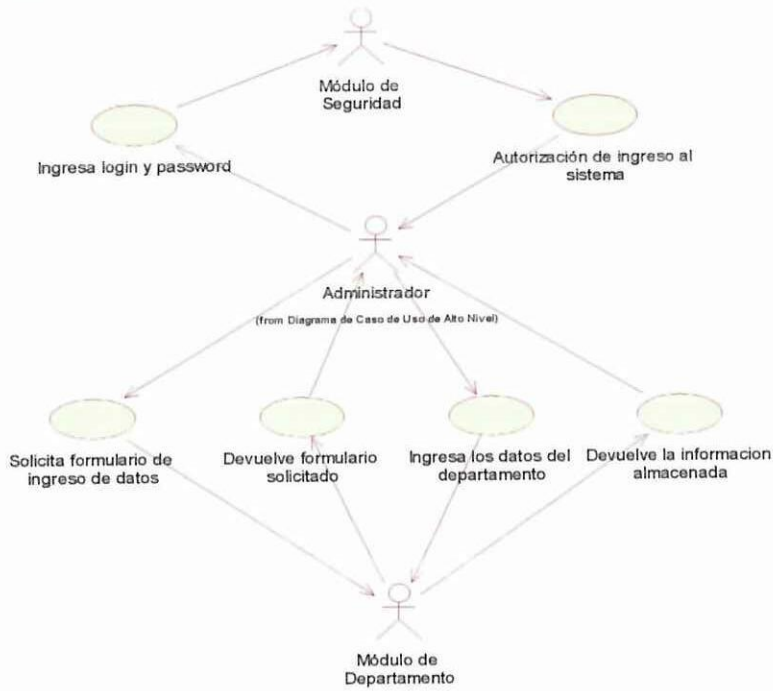 Módulo de
Seguridad
Ingresa login y password
Autorización de ingreso al
sistema
Administrador
(from Diagrama de Caso de Uso de Alto Nivel)
Solicita formulario de
ingreso de datos
Devuelve formulario
solicitado
Ingresa los datos del
departamento
Devuelve la informacion
almacenada
Módulo de
Departamento